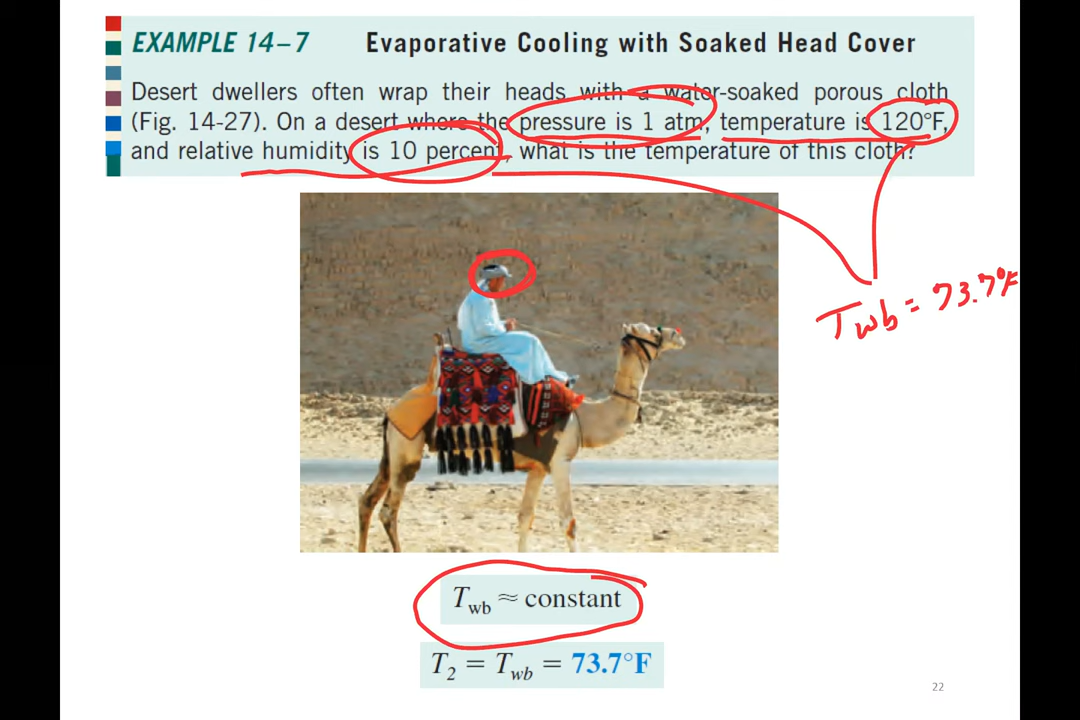 EXAMPLE 14–7 Evaporative Cooling with Soaked Head Cover
Desert dwellers often wrap their heads with a water-soaked porous cloth
(Fig. 14-27). On a desert where the pressure is 1 atm, temperature is 120°F,
and relative humidity is 10 percent, what is the temperature of this cloth?
Twb = 73.7°F
Twb ≈ constant
T2 = Twb = 73.7°F
22